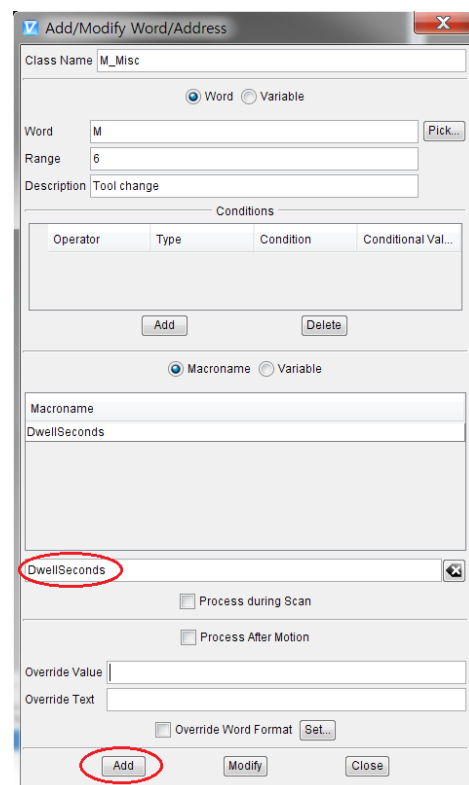 Add/Modify Word/Address
Class Name M_Misc
Word Variable
Word M Pick...
Range 6
Description Tool change
Conditions
Operator Type Condition Conditional Val...
Add Delete
Macroname Variable
Macroname
DwellSeconds
DwellSeconds
Process during Scan
Process After Motion
Override Value
Override Text
Override Word Format Set...
Add Modify Close